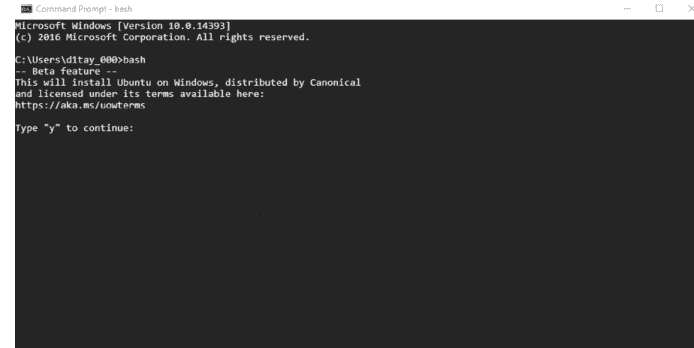 Command Prompt - bash
Microsoft Windows [Version 10.0.14393]
(c) 2016 Microsoft Corporation. All rights reserved.
C:\Users\d1tay_000>bash
-- Beta feature --
This will install Ubuntu on Windows, distributed by Canonical
and licensed under its terms available here:
https://aka.ms/uowterms
Type "y" to continue: